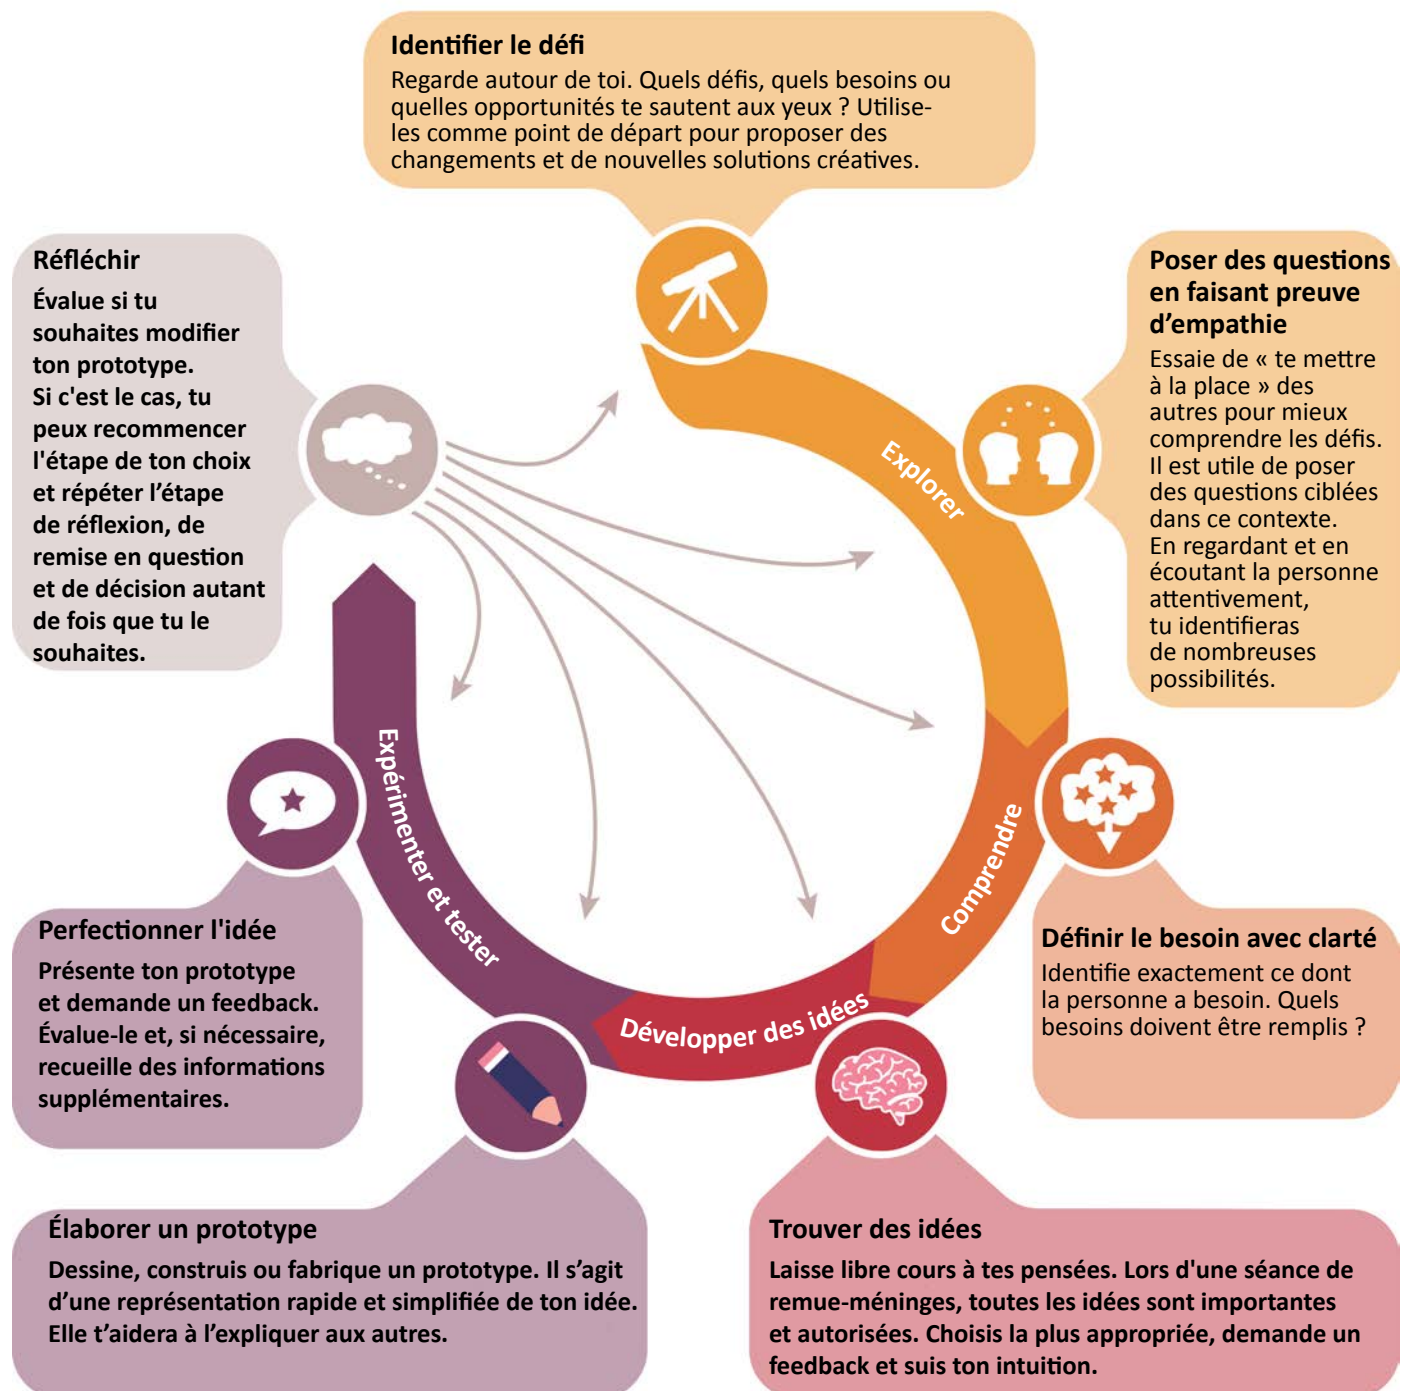 Identifier le défi
Regarde autour de toi. Quels défis, quels besoins ou
quelles opportunités te sautent aux yeux ? Utilise-
les comme point de départ pour proposer des
changements et de nouvelles solutions créatives.
Poser des questions
en faisant preuve
d’empathie
Essaie de « te mettre
à la place » des
autres pour mieux
comprendre les défis.
Il est utile de poser
des questions ciblées
dans ce contexte.
En regardant et en
écoutant la personne
attentivement,
tu identifieras
de nombreuses
possibilités.
Explorer
Définir le besoin avec clarté
Identifie exactement ce dont
la personne a besoin. Quels
besoins doivent être remplis ?
Comprendre
Trouver des idées
Laisse libre cours à tes pensées. Lors d'une séance de
remue-méninges, toutes les idées sont importantes
et autorisées. Choisis la plus appropriée, demande un
feedback et suis ton intuition.
Développer des idées
Élaborer un prototype
Dessine, construis ou fabrique un prototype. Il s’agit
d’une représentation rapide et simplifiée de ton idée.
Elle t’aidera à l’expliquer aux autres.
Expérimenter et tester
Perfectionner l'idée
Présente ton prototype
et demande un feedback.
Évalue-le et, si nécessaire,
recueille des informations
supplémentaires.
Réfléchir
Évalue si tu
souhaites modifier
ton prototype.
Si c'est le cas, tu
peux recommencer
l'étape de ton choix
et répéter l’étape
de réflexion, de
remise en question
et de décision autant
de fois que tu le
souhaites.